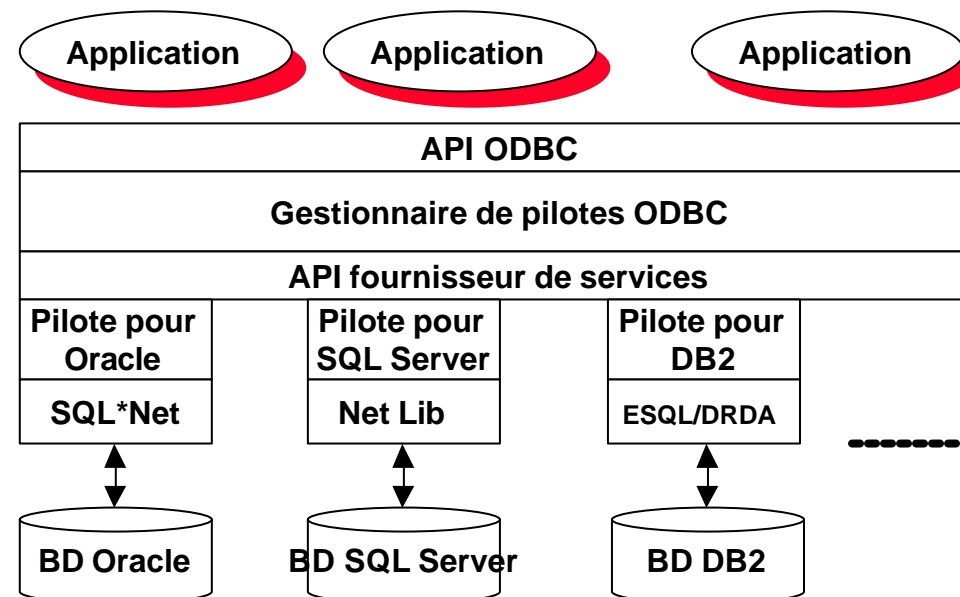 Application
Application
Application
API ODBC
Gestionnaire de pilotes ODBC
API fournisseur de services
Pilote pour
Oracle
Pilote pour
SQL Server
Pilote pour
DB2
SQL*Net
Net Lib
ESQL/DRDA
BD Oracle
BD SQL Server
BD DB2